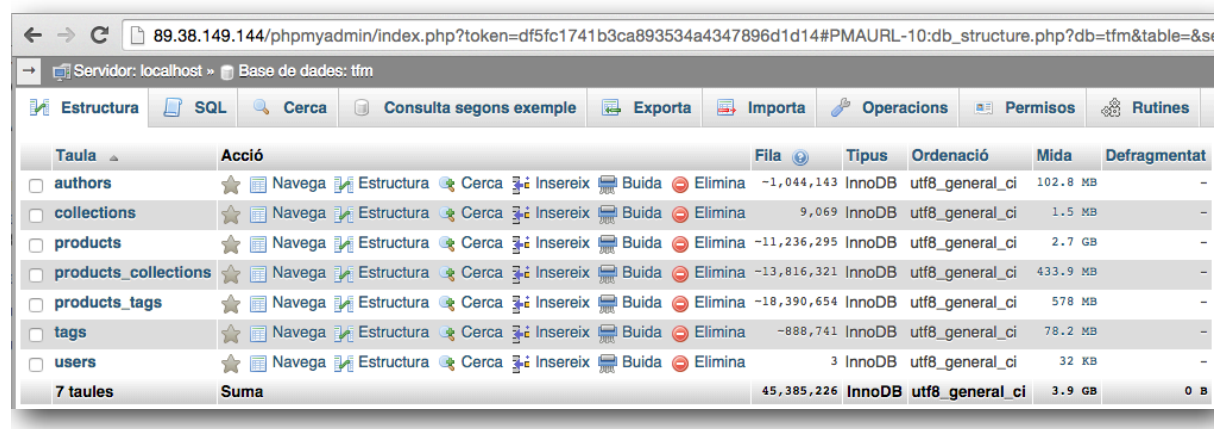 89.38.149.144/phpmyadmin/index.php?token=df5fc1741b3ca893534a4347896d1d14#PMAURL-10:db_structure.php?db=tfm&table=&se
Servidor: localhost » Base de dades: tfm
Estructura SQL Cerca Consulta segons exemple Exporta Importa Operacions Permisos Rutines
Taula Acció Fila Tipus Ordenació Mida Defragmentat
authors Navega Estructura Cerca Insereix Buida Elimina ~1,044,143 InnoDB utf8_general_ci 102.8 MB -
collections Navega Estructura Cerca Insereix Buida Elimina 9,069 InnoDB utf8_general_ci 1.5 MB -
products Navega Estructura Cerca Insereix Buida Elimina ~11,236,295 InnoDB utf8_general_ci 2.7 GB -
products_collections Navega Estructura Cerca Insereix Buida Elimina ~13,816,321 InnoDB utf8_general_ci 433.9 MB -
products_tags Navega Estructura Cerca Insereix Buida Elimina ~18,390,654 InnoDB utf8_general_ci 578 MB -
tags Navega Estructura Cerca Insereix Buida Elimina ~888,741 InnoDB utf8_general_ci 78.2 MB -
users Navega Estructura Cerca Insereix Buida Elimina 3 InnoDB utf8_general_ci 32 KB -
7 taules Suma 45,385,226 InnoDB utf8_general_ci 3.9 GB 0 B